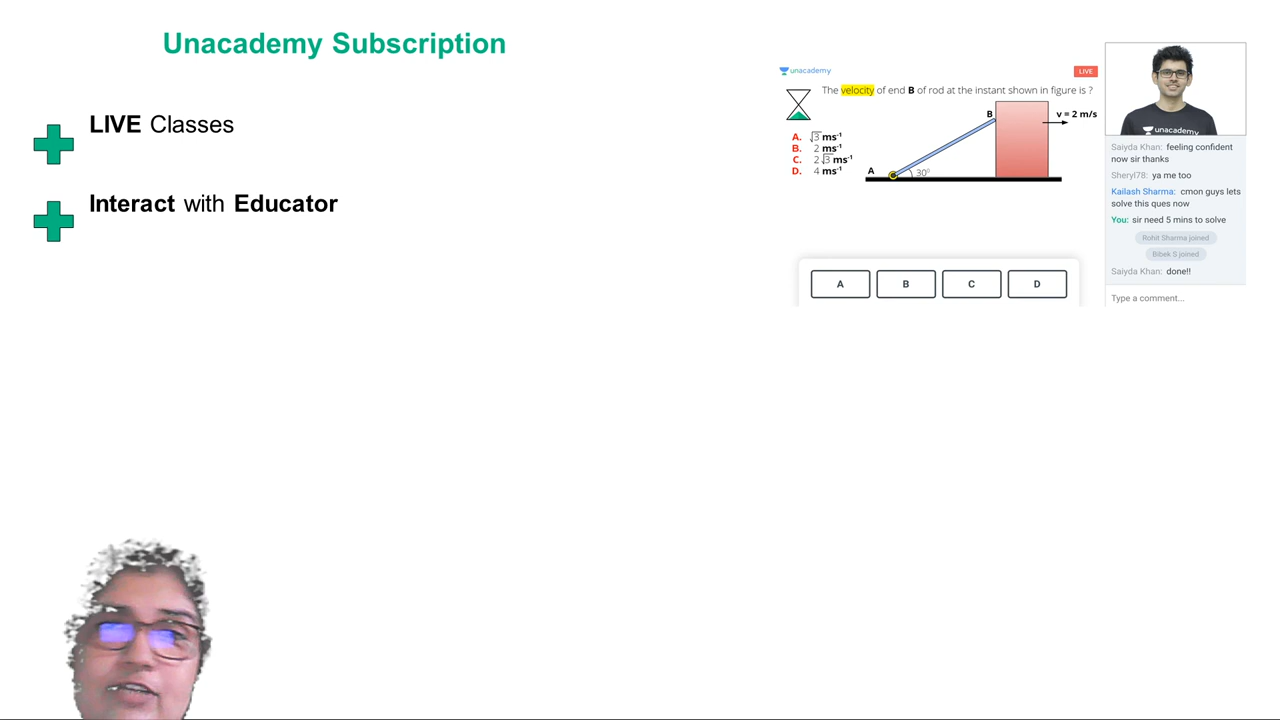 Unacademy Subscription
LIVE Classes
Interact with Educator
unacademy
LIVE
The velocity of end B of rod at the instant shown in figure is ?
A. √3 ms⁻¹
B. 2 ms⁻¹
C. 2√3 ms⁻¹
D. 4 ms⁻¹
B
v = 2 m/s
A
30⁰
A
B
C
D
unacademy
Saiyda Khan: feeling confident
now sir thanks
Sheryl78: ya me too
Kailash Sharma: cmon guys lets
solve this ques now
You: sir need 5 mins to solve
Rohit Sharma joined
Bibek S joined
Saiyda Khan: done!!
Type a comment...